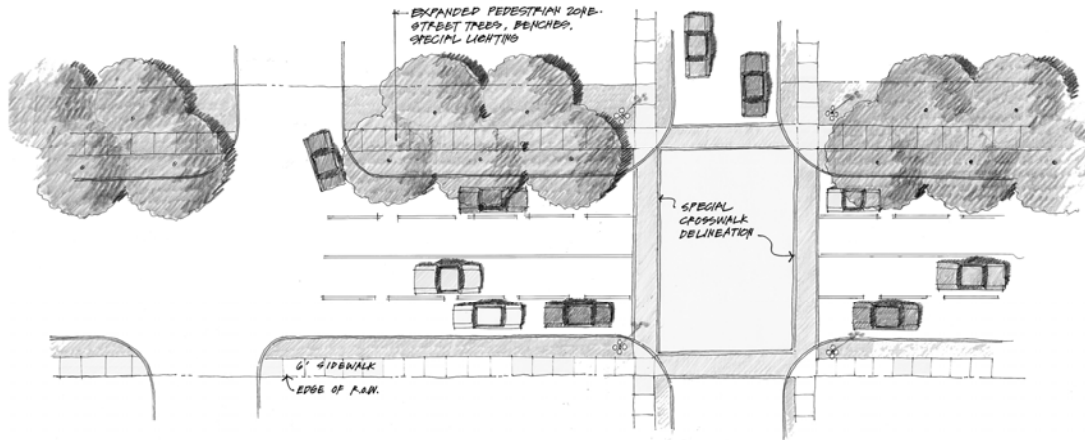 EXPANDED PEDESTRIAN ZONE.
STREET TREES, BENCHES,
SPECIAL LIGHTING
SPECIAL
CROSSWALK
DELINEATION
6' SIDEWALK
EDGE OF R.O.W.